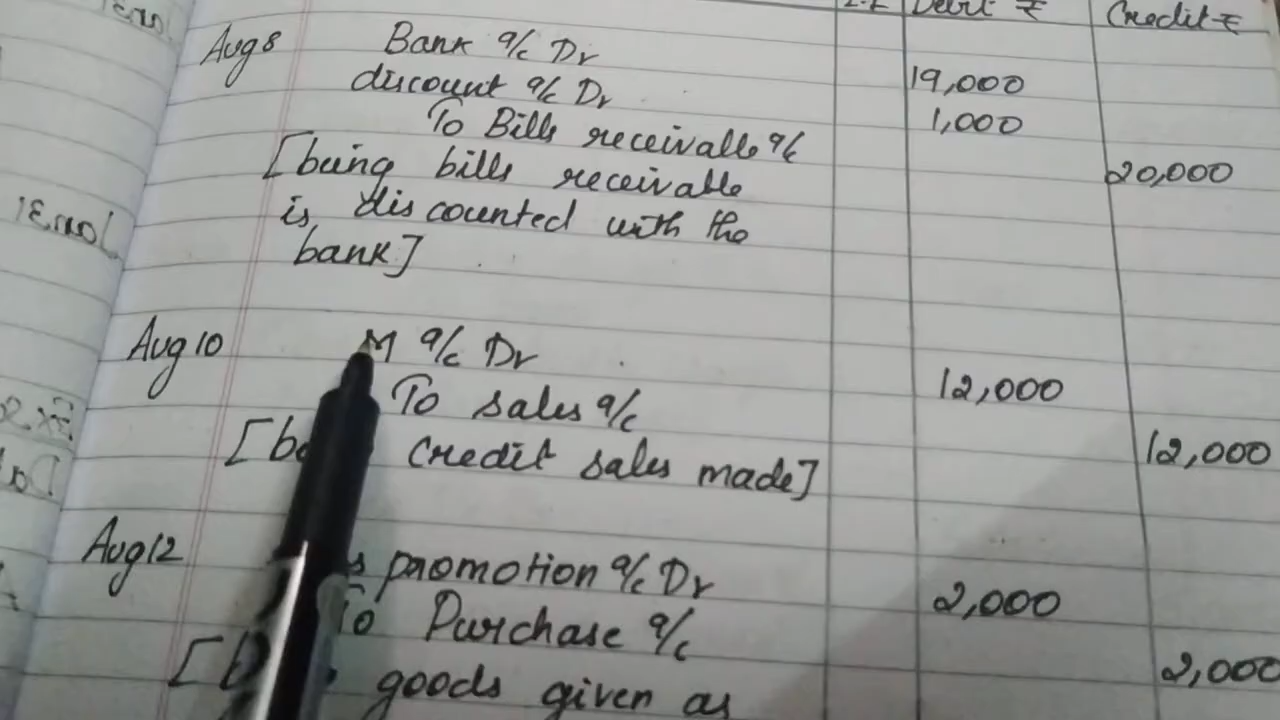 Debit ₹ Credit ₹
Aug 8 Bank a/c Dr 19,000
discount a/c Dr 1,000
To Bills receivable a/c 20,000
[being bills receivable
is discounted with the
bank]
Aug 10 M a/c Dr 12,000
To sales a/c 12,000
credit sales made]
Aug 12 promotion a/c Dr 2,000
To Purchase a/c 2,000
goods given as